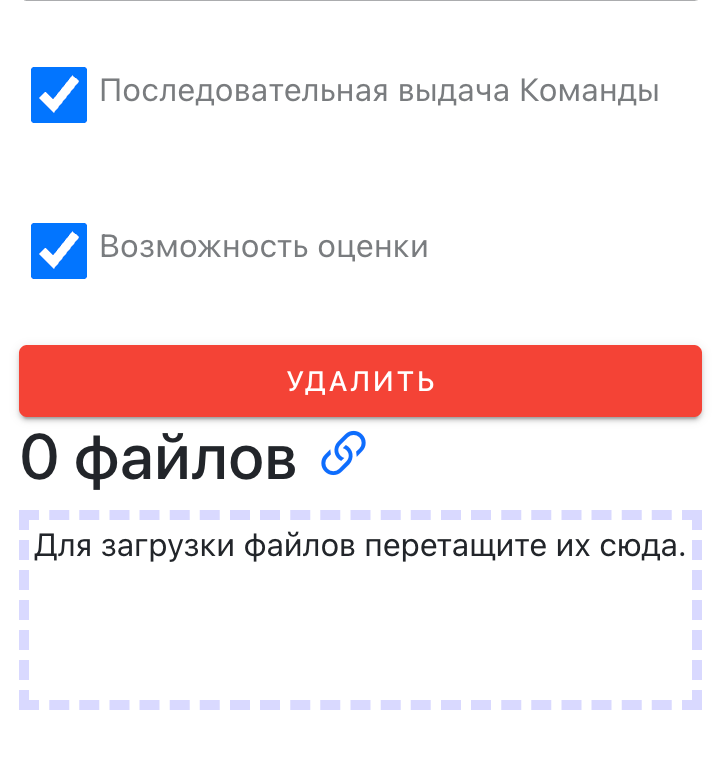 Последовательная выдача Команды
Возможность оценки
УДАЛИТЬ
0 файлов
Для загрузки файлов перетащите их сюда.